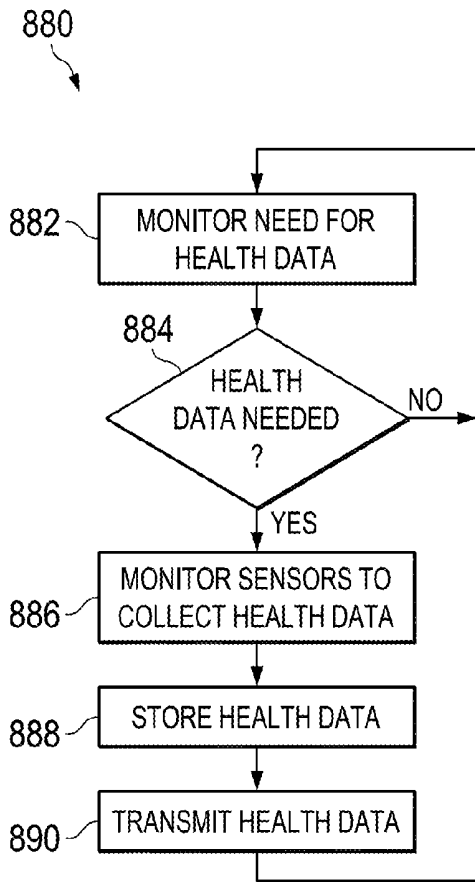 880
882
MONITOR NEED FOR
HEALTH DATA
884
HEALTH
DATA NEEDED
?
NO
YES
886
MONITOR SENSORS TO
COLLECT HEALTH DATA
888
STORE HEALTH DATA
890
TRANSMIT HEALTH DATA